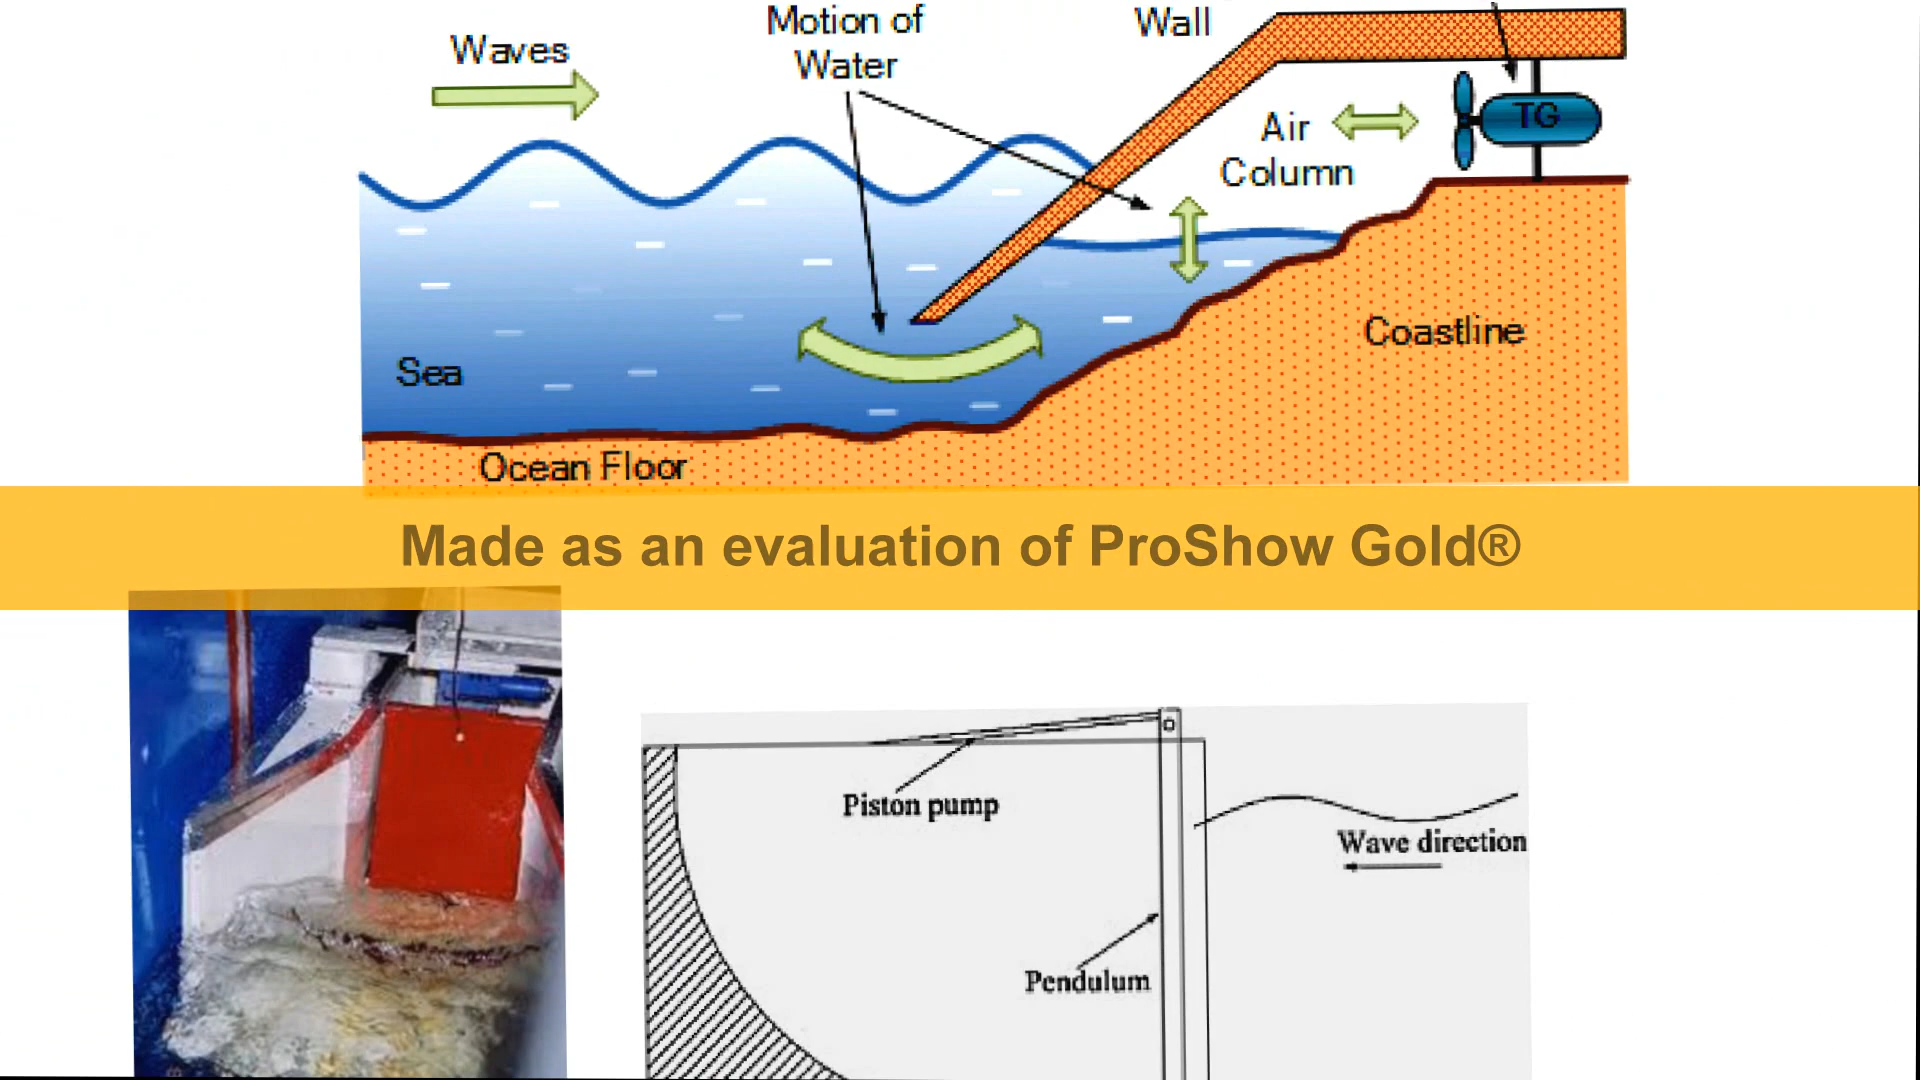 Waves
Motion of
Water
Wall
Air
Column
TG
Sea
Coastline
Ocean Floor
Made as an evaluation of ProShow Gold®
Piston pump
Wave direction
Pendulum